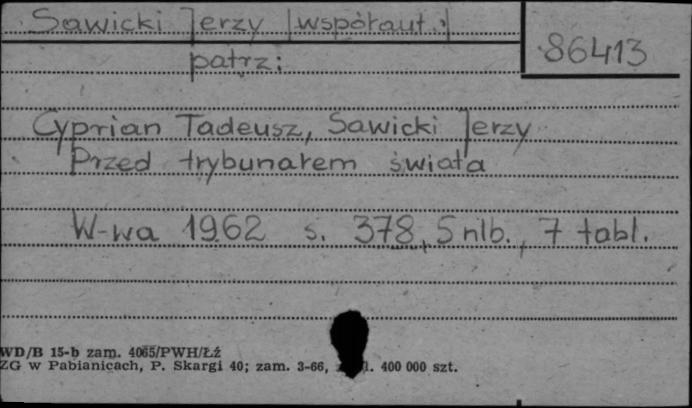 Sawicki Jerzy /współaut./
86413
patrz:
Cyprian Tadeusz, Sawicki Jerzy
Przed trybunałem świata
W-wa 1962 s. 378, 5 nlb., 7 tabl.
WD/B 15-b zam. 4065/PWH/Łź
ZG w Pabianicach, P. Skargi 40; zam. 3-66, 400 000 szt.